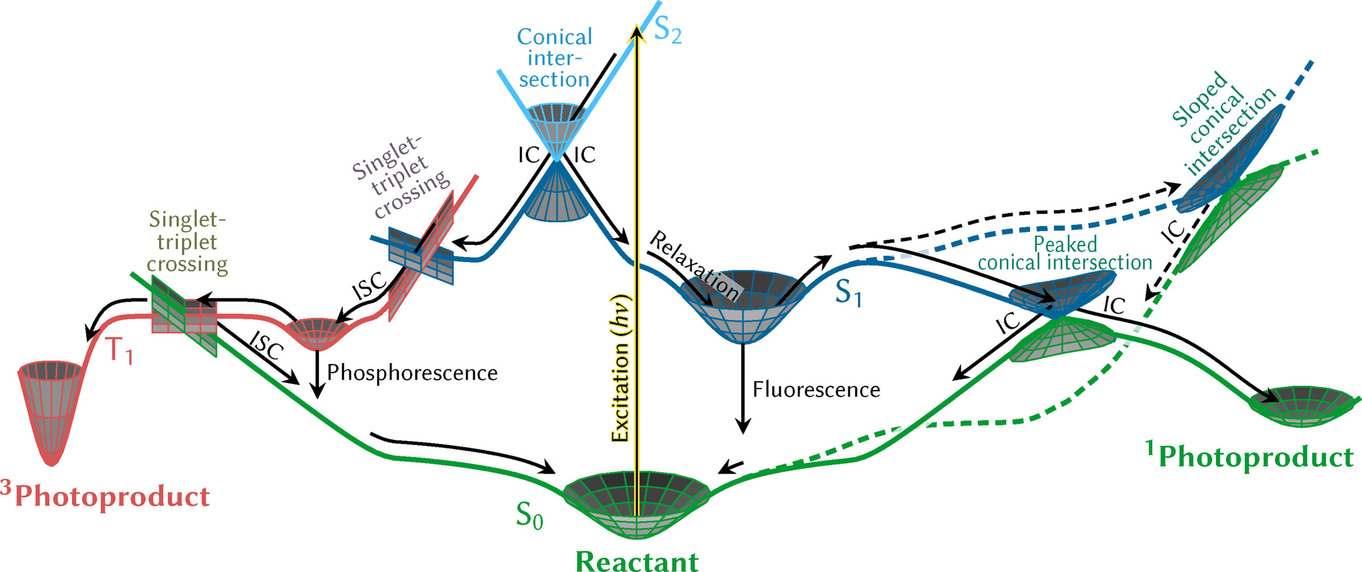 Conical
inter-
section
S2
Sloped
conical
intersection
Singlet-
triplet
crossing
IC
IC
Singlet-
triplet
crossing
Relaxation
Peaked
conical intersection
IC
S1
ISC
IC
IC
T1
ISC
Phosphorescence
Excitation (hν)
Fluorescence
3Photoproduct
1Photoproduct
S0
Reactant